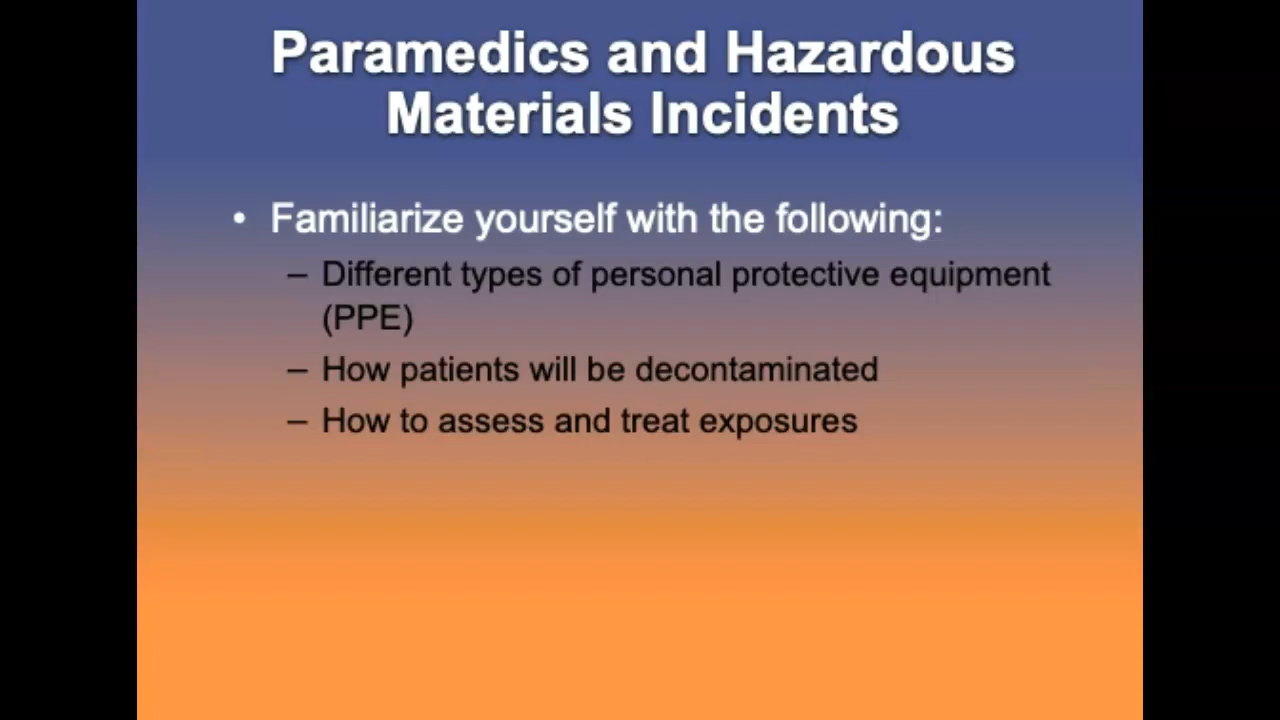 Paramedics and Hazardous
Materials Incidents
• Familiarize yourself with the following:
– Different types of personal protective equipment
(PPE)
– How patients will be decontaminated
– How to assess and treat exposures